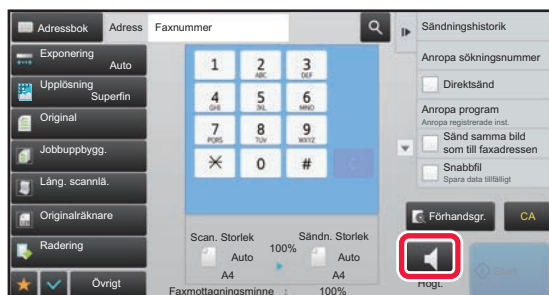 Adressbok
Adress
Faxnummer
Exponering
Auto
Upplösning
Superfin
Original
Jobbuppbygg.
Lång. scannlä.
Originalräknare
Radering
Övrigt
1
2 ABC
3 DEF
4 GHI
5 JKL
6 MNO
7 PQRS
8 TUV
9 WXYZ
0
#
C
Scan. Storlek
100%
Sändn. Storlek
Auto
Auto
A4
A4
Faxmottagningsminne : 100%
Sändningshistorik
Anropa sökningsnummer
Direktsänd
Anropa program
Anropa registrerade inst.
Sänd samma bild
som till faxadressen
Snabbfil
Spara data tillfälligt
Förhandsgr.
CA
Högt.
Start